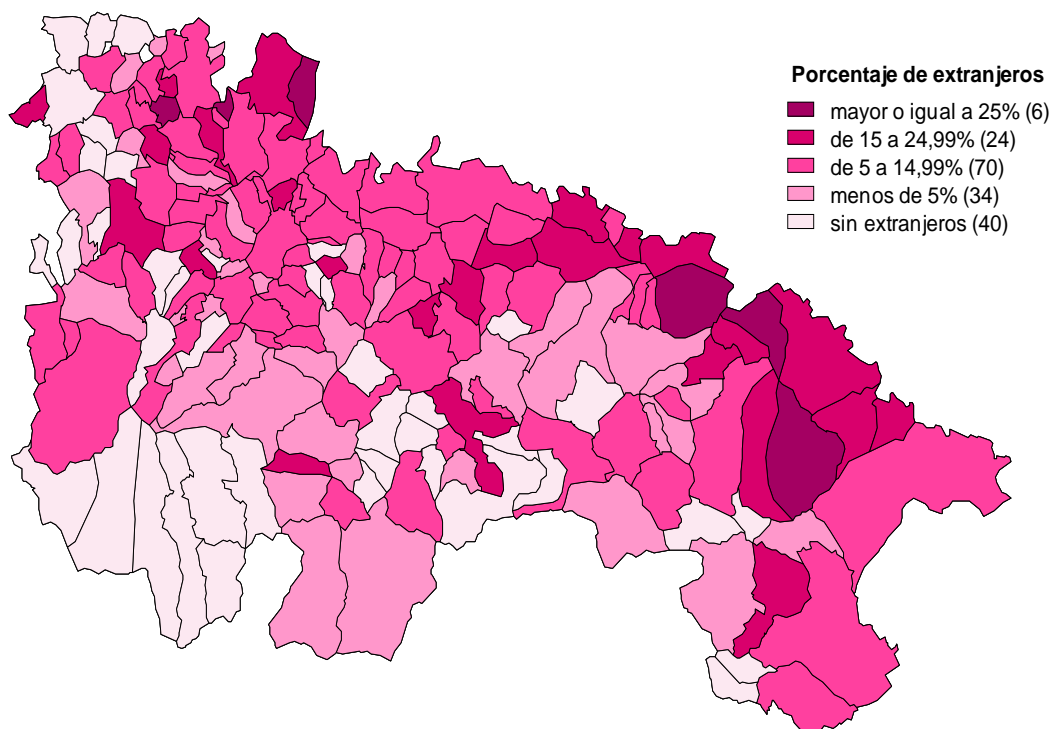 Porcentaje de extranjeros
mayor o igual a 25% (6)
de 15 a 24,99% (24)
de 5 a 14,99% (70)
menos de 5% (34)
sin extranjeros (40)